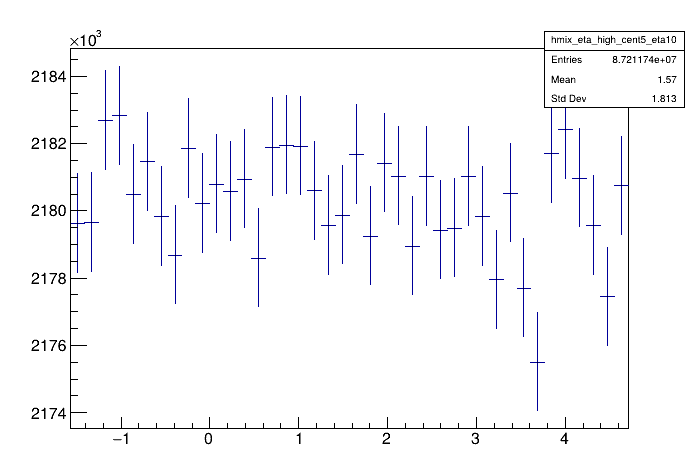 ×10³
hmix_eta_high_cent5_eta10
Entries 8.721174e+07
Mean 1.57
Std Dev 1.813
2184
2182
2180
2178
2176
2174
−1 0 1 2 3 4